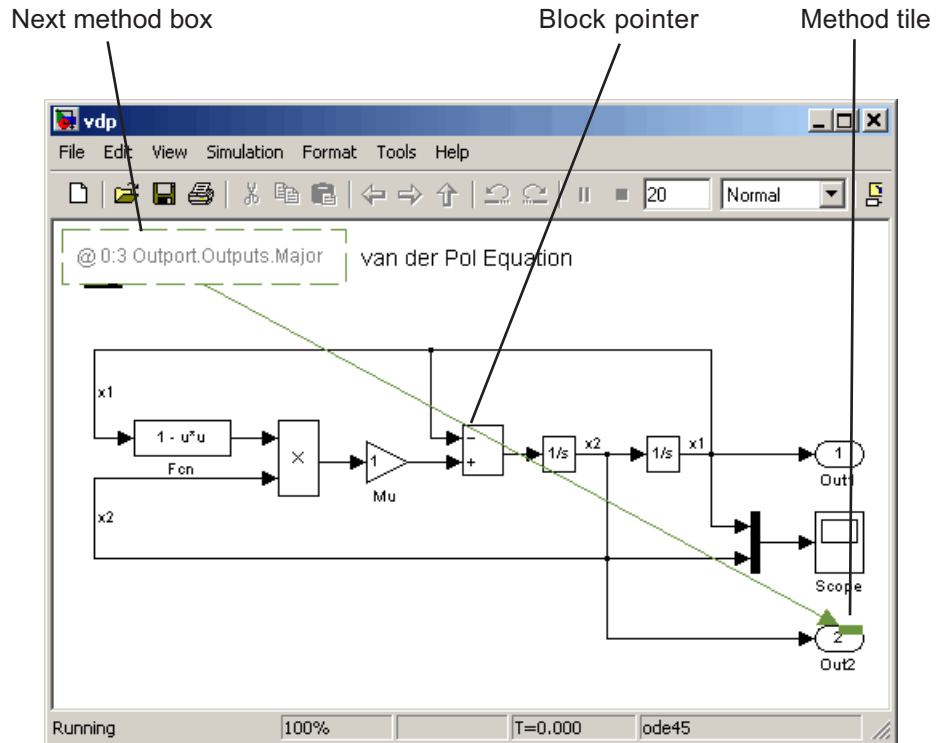 Next method box
Block pointer
Method tile
vdp
File Edit View Simulation Format Tools Help
20
Normal
@ 0:3 Outport.Outputs.Major
van der Pol Equation
x1
1 - u*u
Fcn
×
1
Mu
−
+
1/s
x2
1/s
x1
1
Out1
x2
Scope
2
Out2
Running
100%
T=0.000
ode45